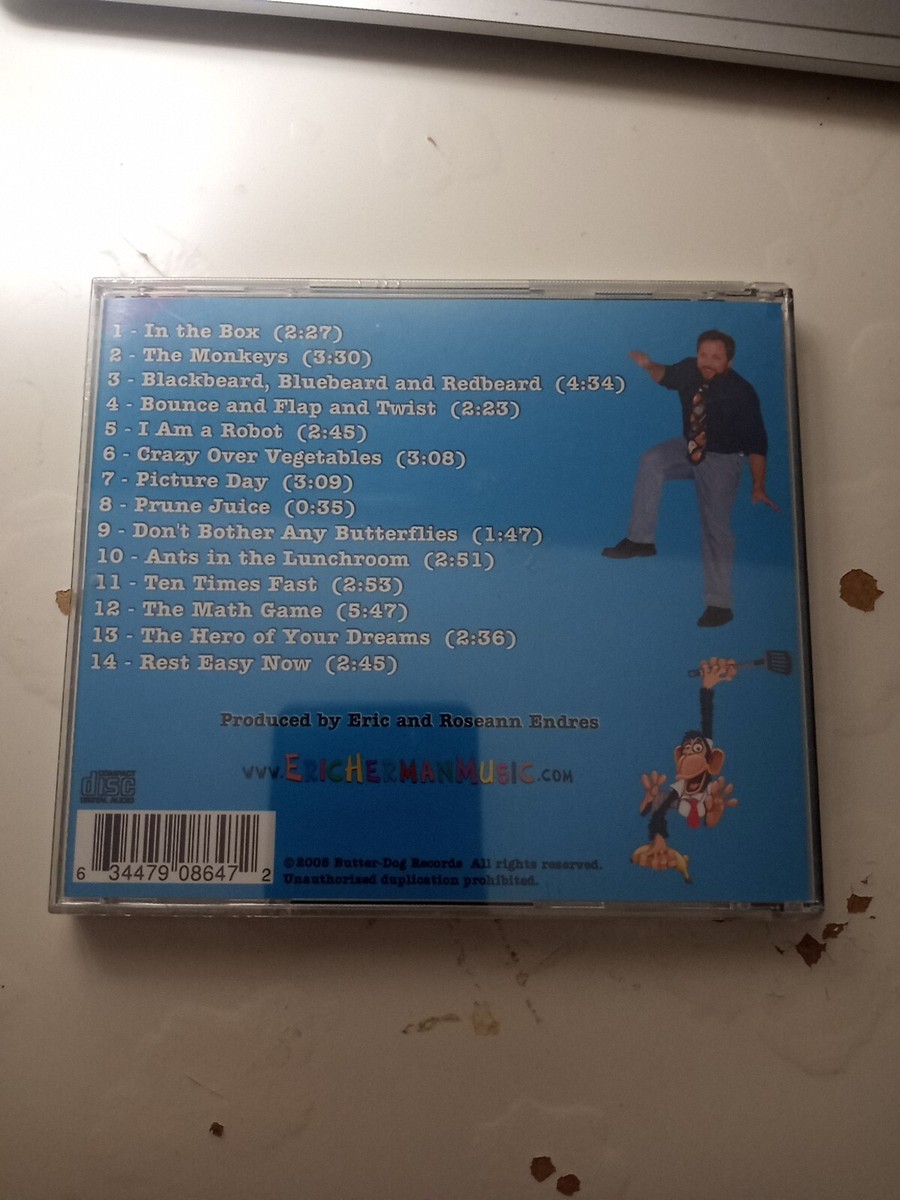 1 - In the Box (2:27)
2 - The Monkeys (3:30)
3 - Blackbeard, Bluebeard and Redbeard (4:34)
4 - Bounce and Flap and Twist (2:23)
5 - I Am a Robot (2:45)
6 - Crazy Over Vegetables (3:08)
7 - Picture Day (3:09)
8 - Prune Juice (0:35)
9 - Don't Bother Any Butterflies (1:47)
10 - Ants in the Lunchroom (2:51)
11 - Ten Times Fast (2:53)
12 - The Math Game (5:47)
13 - The Hero of Your Dreams (2:36)
14 - Rest Easy Now (2:45)
Produced by Eric and Roseann Endres
www.EricHermanMusic.com
COMPACT
disc
DIGITAL AUDIO
6 34479 08647 2
©2005 Butter-Dog Records All rights reserved.
Unauthorized duplication prohibited.